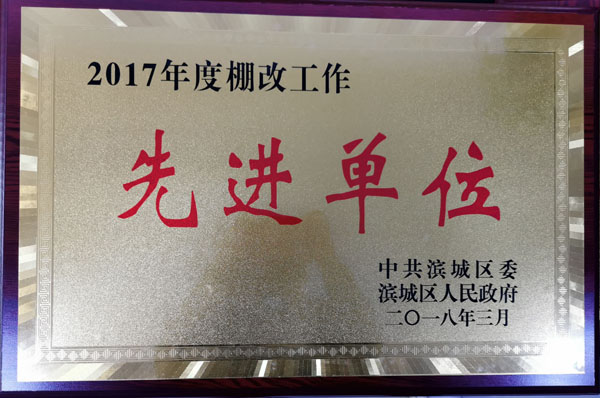 2017年度棚改工作
先进单位
中共滨城区委
滨城区人民政府
二〇一八年三月